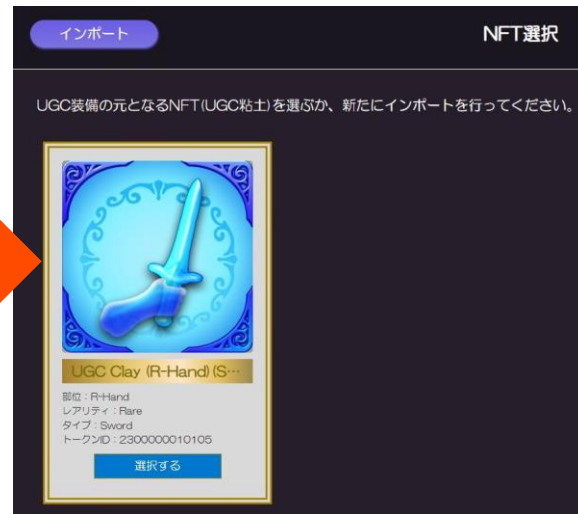 インポート
NFT選択
UGC装備の元となるNFT(UGC粘土)を選ぶか、新たにインポートを行ってください。
UGC Clay (R-Hand) (S…
部位：R-Hand
レアリティ：Rare
タイプ：Sword
トークンID：2300000010105
選択する